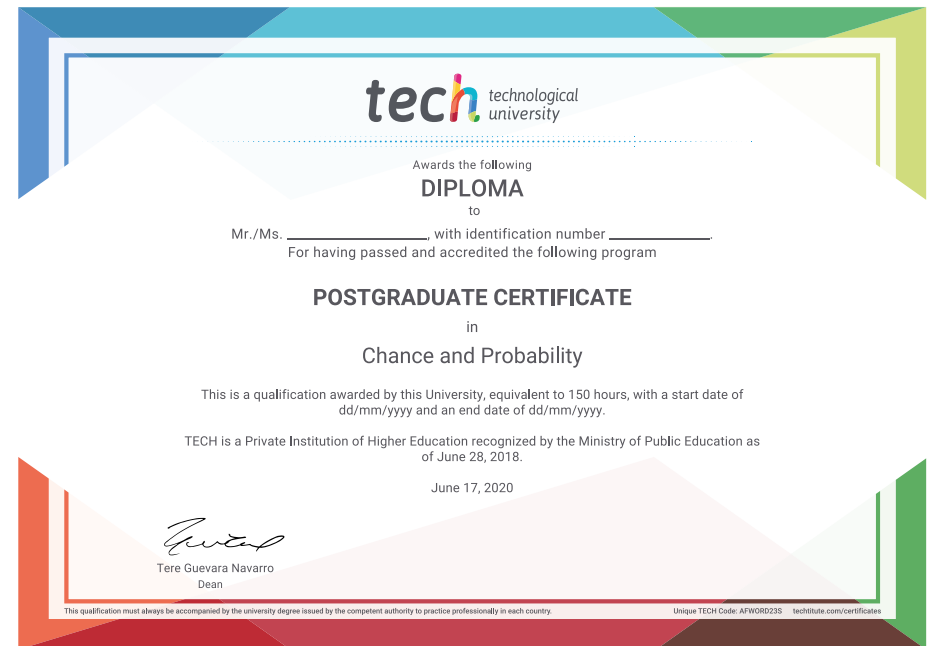 tech technological
university
Awards the following
DIPLOMA
to
Mr./Ms. ____________________, with identification number ______________.
For having passed and accredited the following program
POSTGRADUATE CERTIFICATE
in
Chance and Probability
This is a qualification awarded by this University, equivalent to 150 hours, with a start date of
dd/mm/yyyy and an end date of dd/mm/yyyy.
TECH is a Private Institution of Higher Education recognized by the Ministry of Public Education as
of June 28, 2018.
June 17, 2020
Tere Guevara Navarro
Dean
This qualification must always be accompanied by the university degree issued by the competent authority to practice professionally in each country. Unique TECH Code: AFWORD23S techtitute.com/certificates